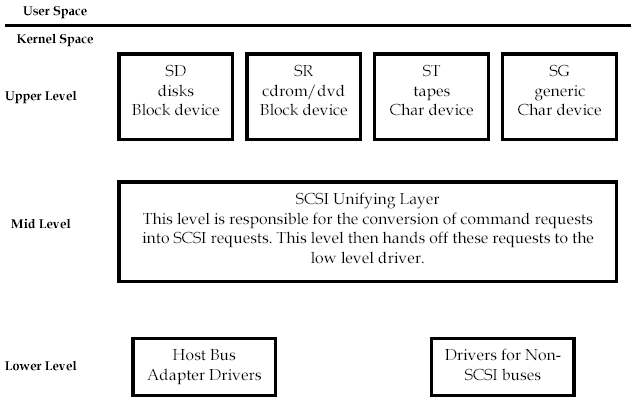 User Space
Kernel Space
Upper Level
SD
disks
Block device
SR
cdrom/dvd
Block device
ST
tapes
Char device
SG
generic
Char device
Mid Level
SCSI Unifying Layer
This level is responsible for the conversion of command requests
into SCSI requests. This level then hands off these requests to the
low level driver.
Lower Level
Host Bus
Adapter Drivers
Drivers for Non-
SCSI buses